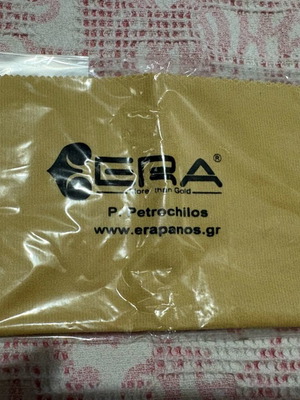 ERA®
More than Gold
P. Petrochilos
www.erapanos.gr